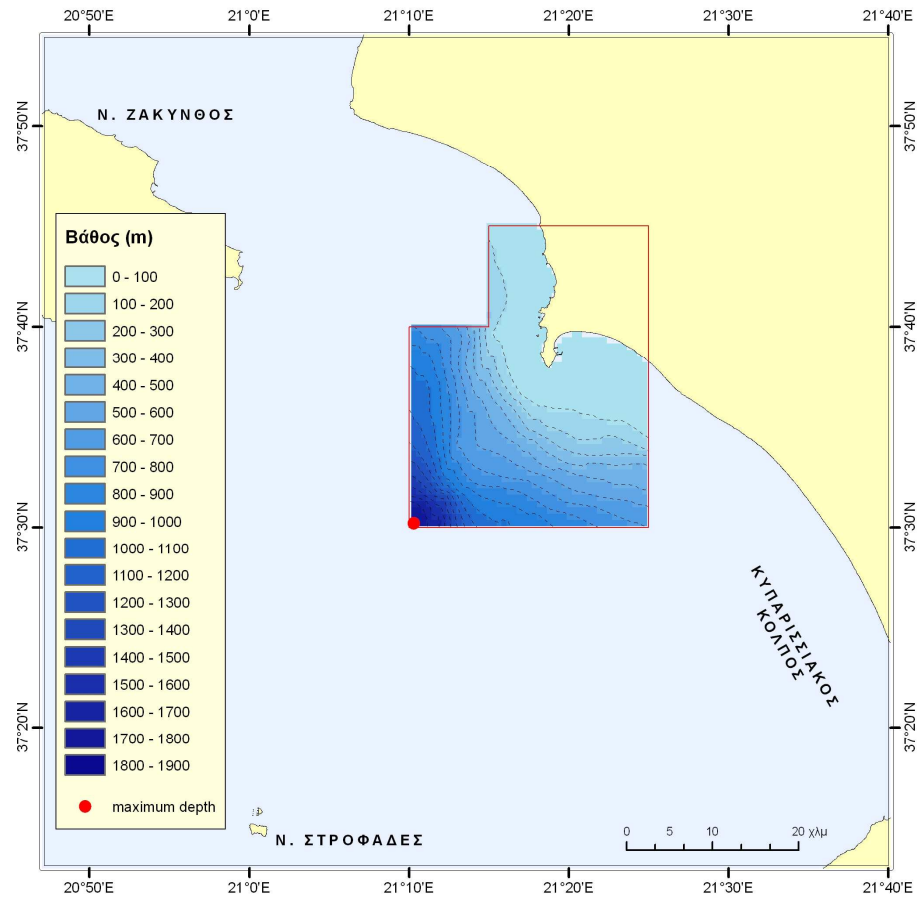 20°50'E 21°0'E 21°10'E 21°20'E 21°30'E 21°40'E
37°50'N 37°50'N
Ν. ΖΑΚΥΝΘΟΣ
Βάθος (m)
0 - 100
100 - 200
200 - 300
300 - 400
400 - 500
500 - 600
600 - 700
700 - 800
800 - 900
900 - 1000
1000 - 1100
1100 - 1200
1200 - 1300
1300 - 1400
1400 - 1500
1500 - 1600
1600 - 1700
1700 - 1800
1800 - 1900
maximum depth
37°40'N 37°40'N
37°30'N 37°30'N
ΚΥΠΑΡΙΣΣΙΑΚΟΣ
ΚΟΛΠΟΣ
37°20'N 37°20'N
Ν. ΣΤΡΟΦΑΔΕΣ
0 5 10 20 χλμ
20°50'E 21°0'E 21°10'E 21°20'E 21°30'E 21°40'E